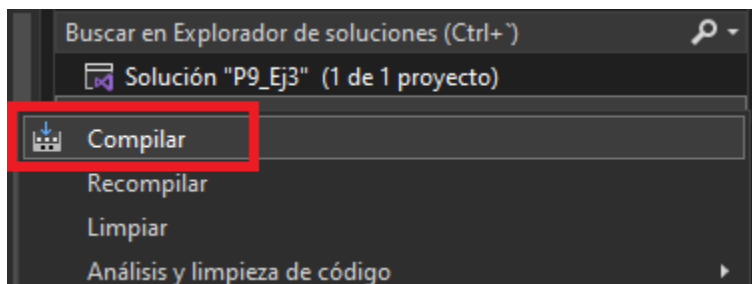 Buscar en Explorador de soluciones (Ctrl+`)
Solución "P9_Ej3" (1 de 1 proyecto)
Compilar
Recompilar
Limpiar
Análisis y limpieza de código